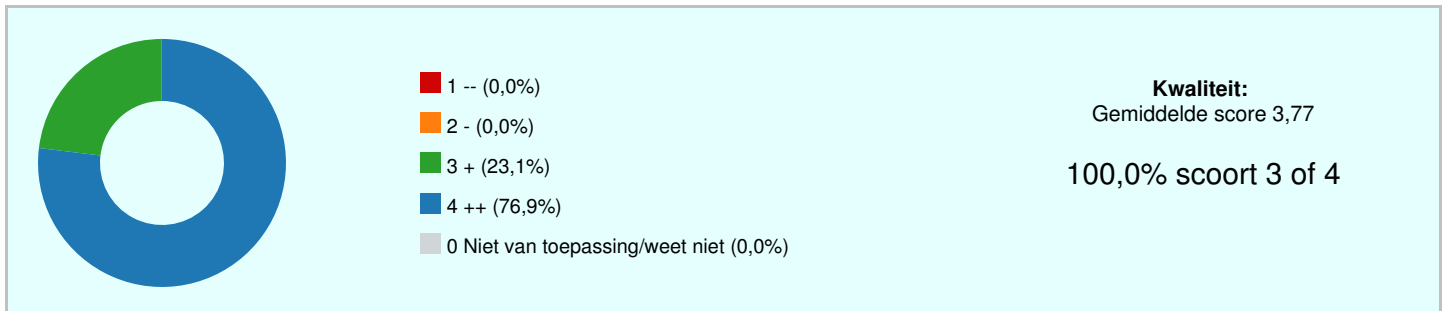 1 -- (0,0%)
2 - (0,0%)
3 + (23,1%)
4 ++ (76,9%)
0 Niet van toepassing/weet niet (0,0%)
Kwaliteit:
Gemiddelde score 3,77
100,0% scoort 3 of 4